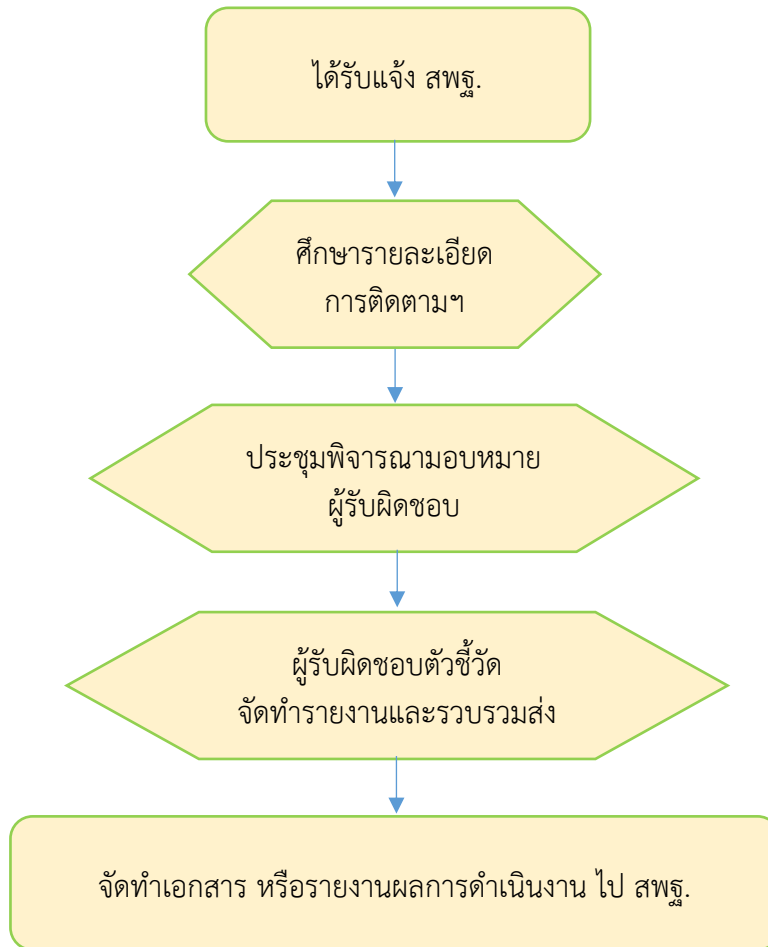 ได้รับแจ้ง สพฐ.
ศึกษารายละเอียด
การติดตามฯ
ประชุมพิจารณามอบหมาย
ผู้รับผิดชอบ
ผู้รับผิดชอบตัวชี้วัด
จัดทำรายงานและรวบรวมส่ง
จัดทำเอกสาร หรือรายงานผลการดำเนินงาน ไป สพฐ.